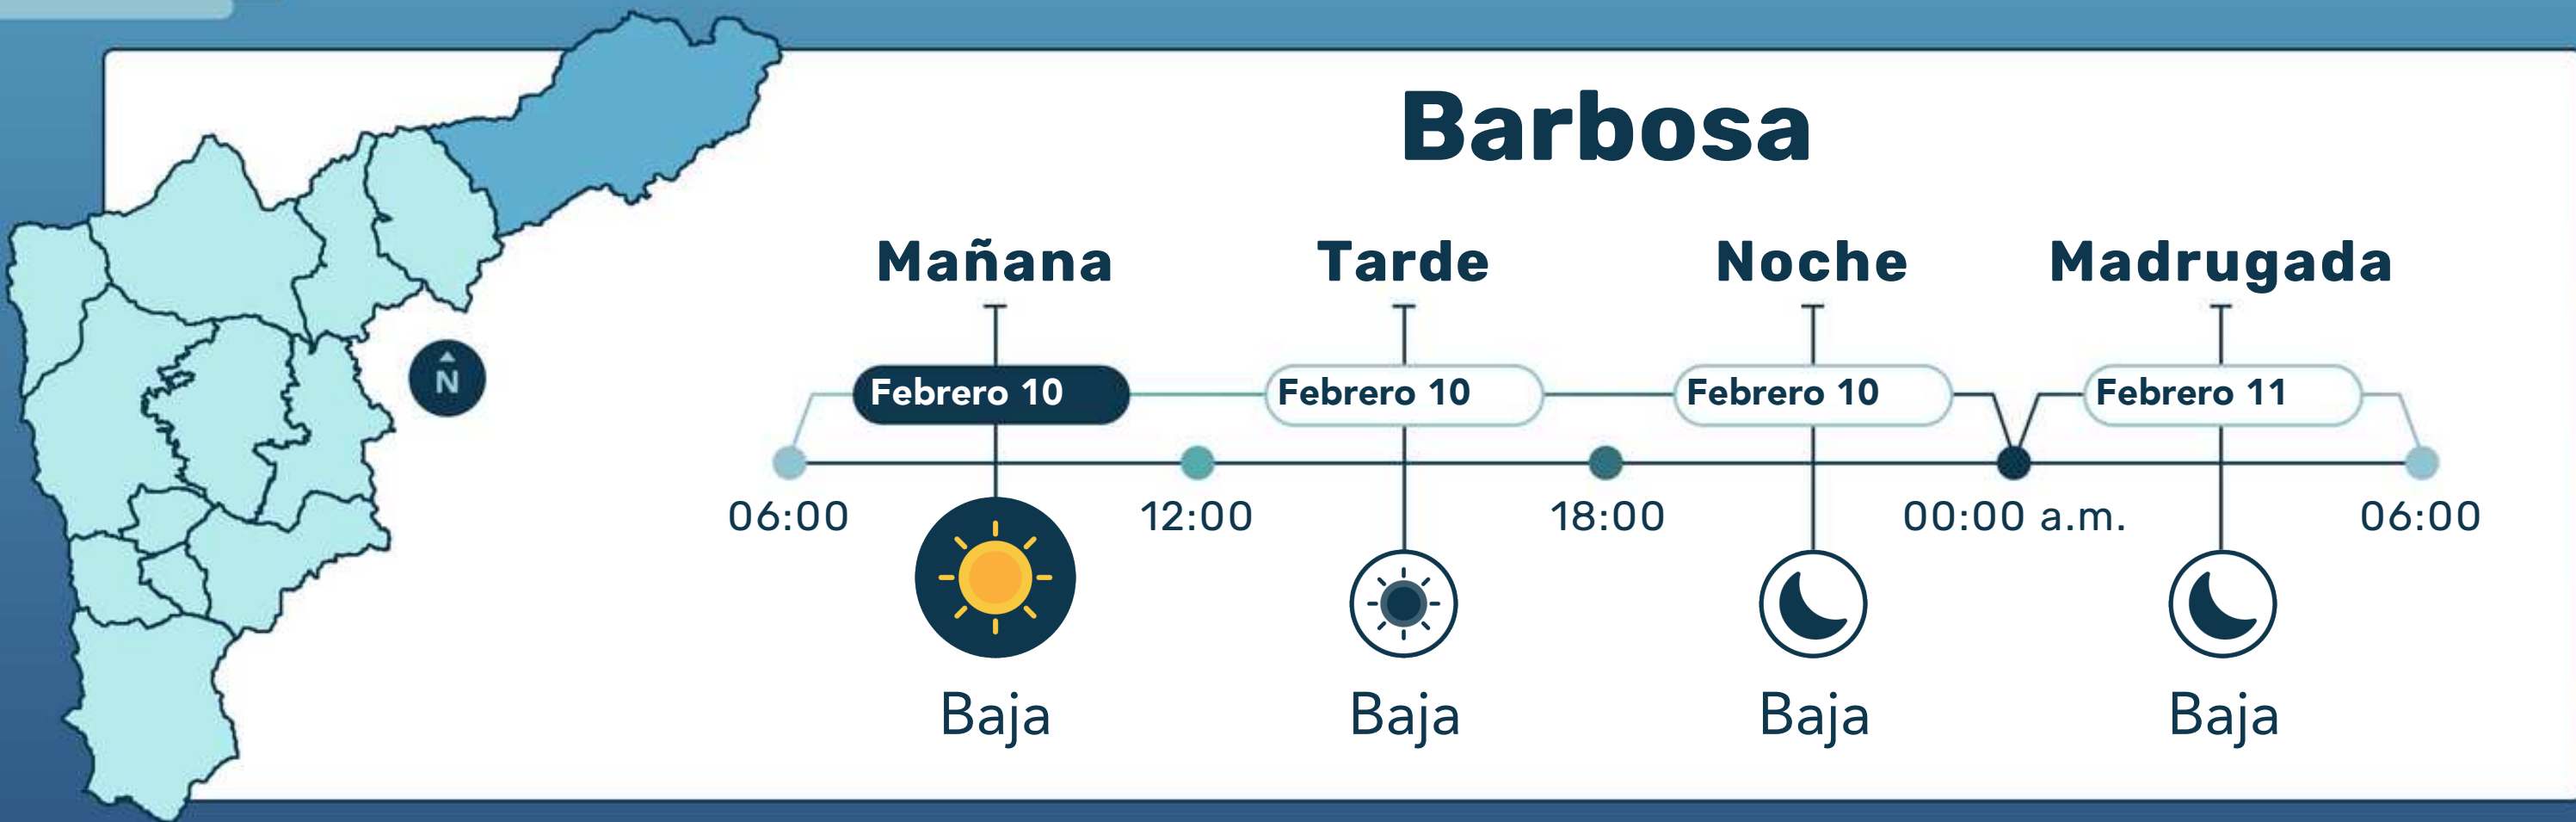 Barbosa
Mañana Tarde Noche Madrugada
Febrero 10 Febrero 10 Febrero 10 Febrero 11
N
06:00 12:00 18:00 00:00 a.m. 06:00
Baja Baja Baja Baja